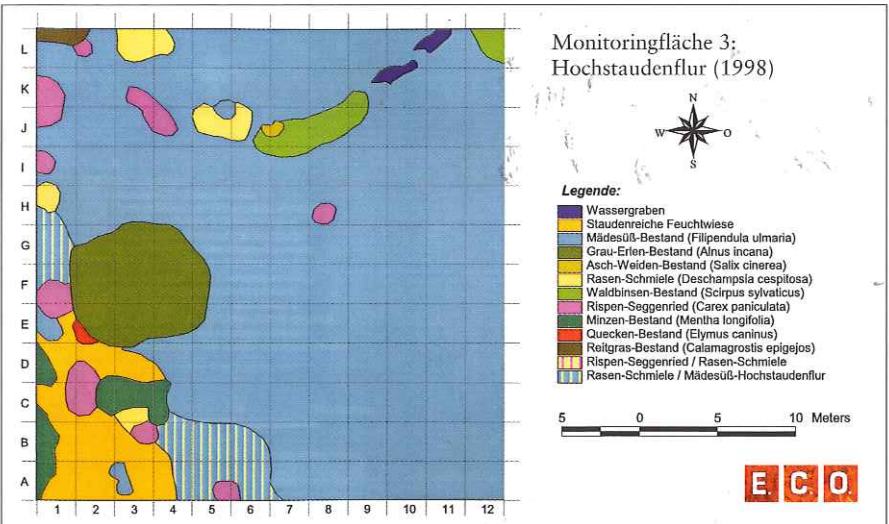 Monitoringfläche 3:
Hochstaudenflur (1998)
N
W O
S
Legende:
Wassergraben
Staudenreiche Feuchtwiese
Mädesüß-Bestand (Filipendula ulmaria)
Grau-Erlen-Bestand (Alnus incana)
Asch-Weiden-Bestand (Salix cinerea)
Rasen-Schmiele (Deschampsia cespitosa)
Waldbinsen-Bestand (Scirpus sylvaticus)
Rispen-Seggenried (Carex paniculata)
Minzen-Bestand (Mentha longifolia)
Quecken-Bestand (Elymus caninus)
Reitgras-Bestand (Calamagrostis epigejos)
Rispen-Seggenried / Rasen-Schmiele
Rasen-Schmiele / Mädesüß-Hochstaudenflur
5 0 5 10 Meters
E.C.O.
L
K
J
I
H
G
F
E
D
C
B
A
1 2 3 4 5 6 7 8 9 10 11 12